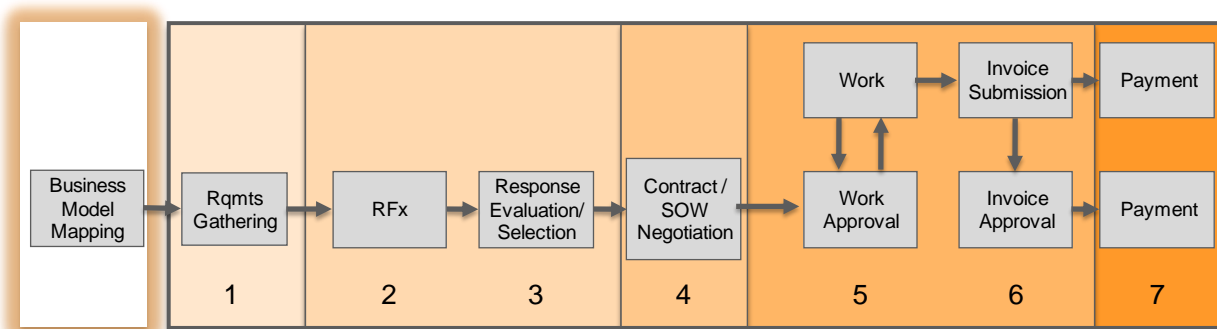 Business
Model
Mapping
Rqmts
Gathering
RFx
Response
Evaluation/
Selection
Contract /
SOW
Negotiation
Work
Work
Approval
Invoice
Submission
Invoice
Approval
Payment
Payment
1
2
3
4
5
6
7